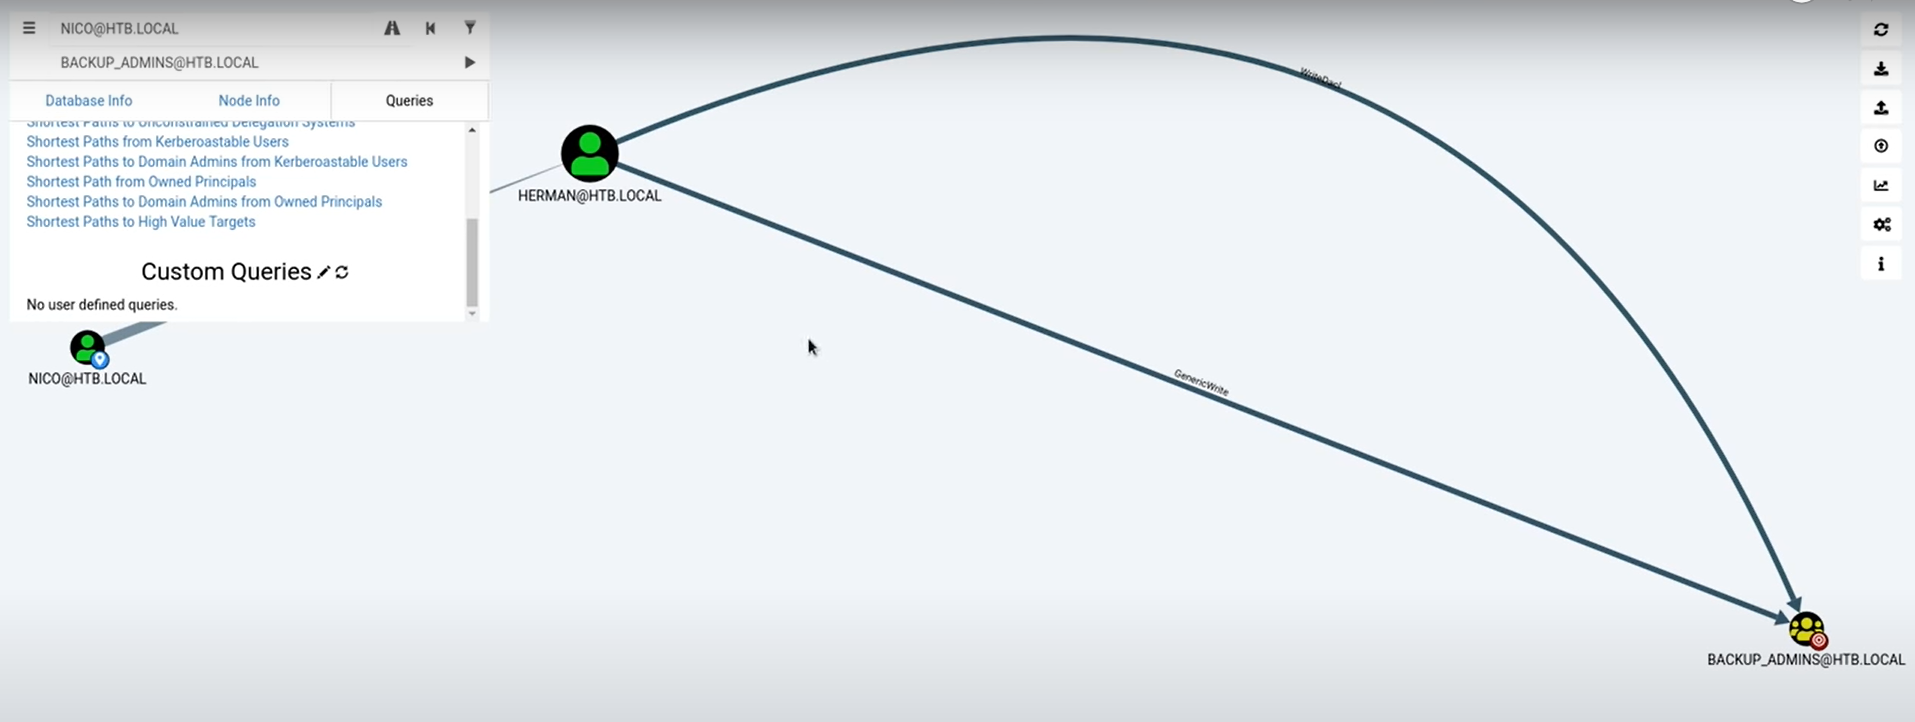 NICO@HTB.LOCAL
BACKUP_ADMINS@HTB.LOCAL
Database Info
Node Info
Queries
Shortest Paths to Unconstrained Delegation Systems
Shortest Paths from Kerberoastable Users
Shortest Paths to Domain Admins from Kerberoastable Users
Shortest Path from Owned Principals
Shortest Paths to Domain Admins from Owned Principals
Shortest Paths to High Value Targets
Custom Queries
No user defined queries.
NICO@HTB.LOCAL
HERMAN@HTB.LOCAL
WriteDacl
GenericWrite
BACKUP_ADMINS@HTB.LOCAL